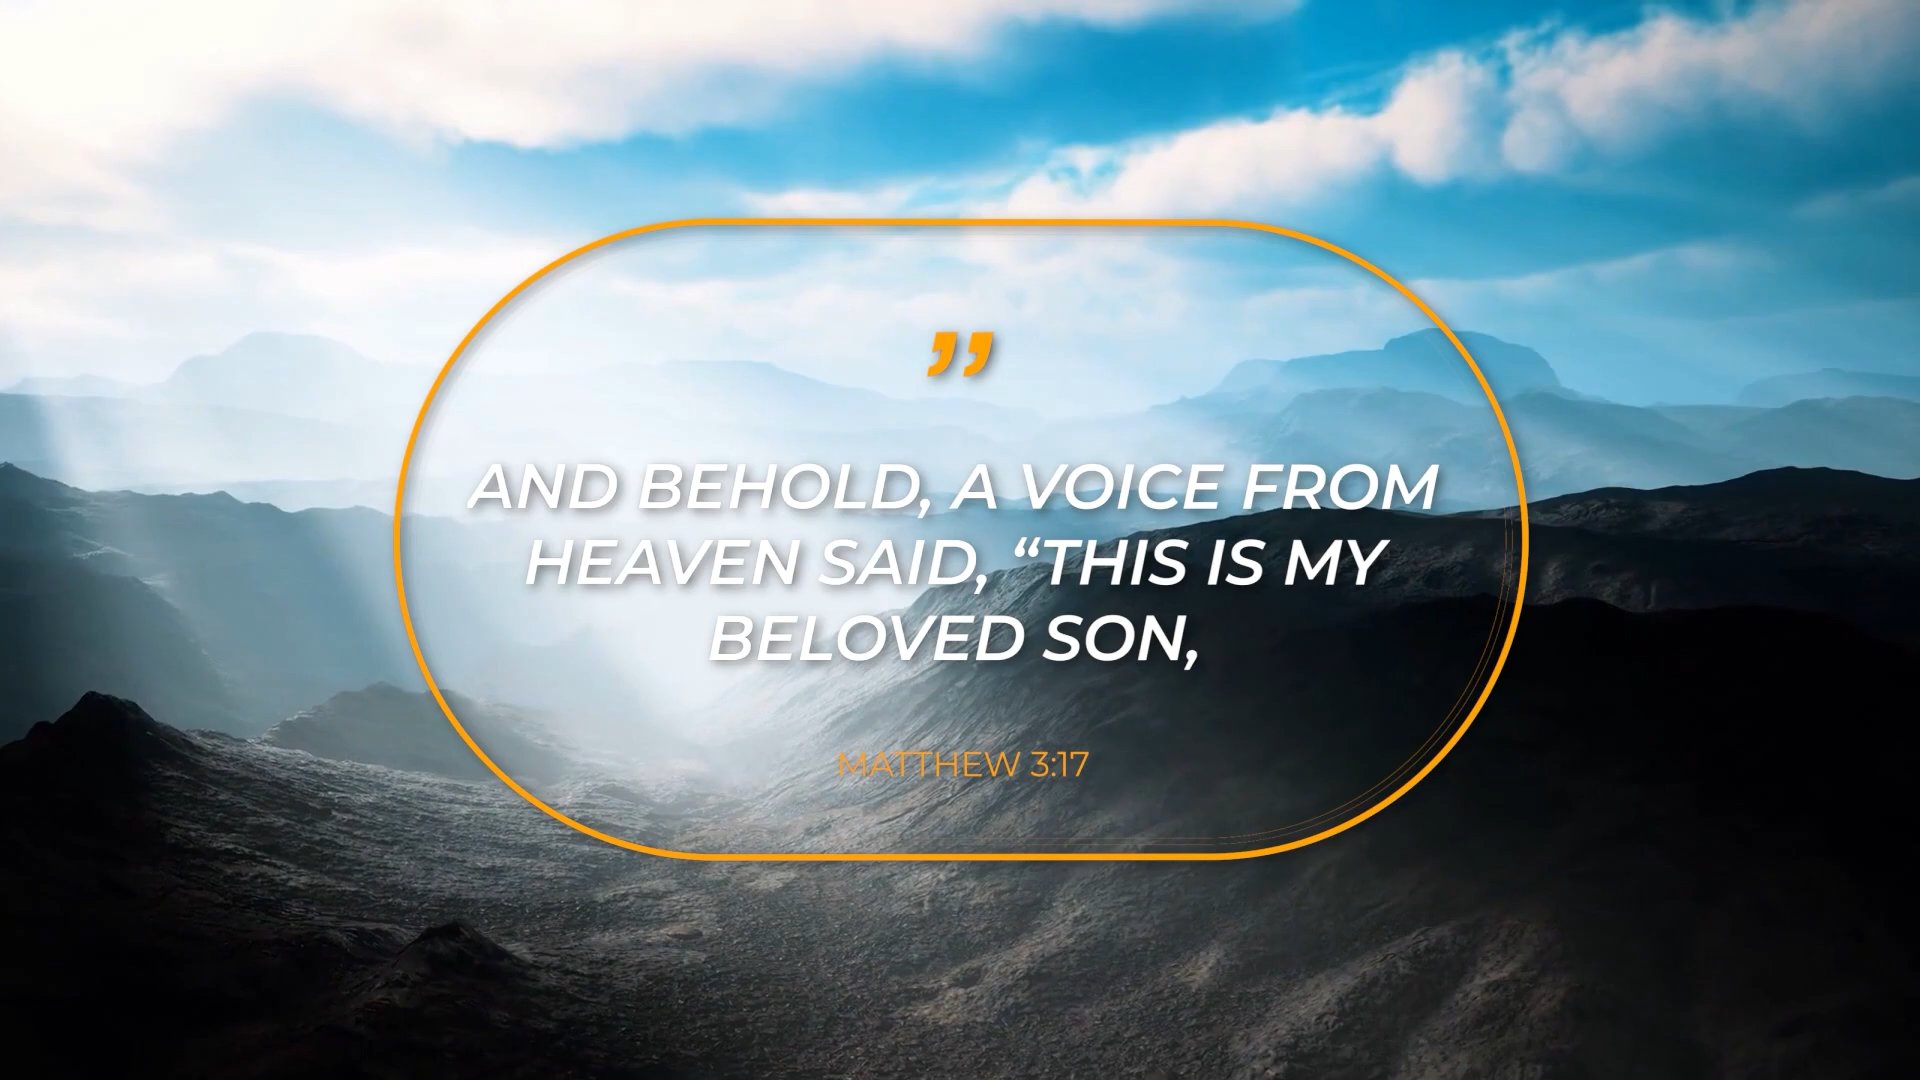 ”
AND BEHOLD, A VOICE FROM
HEAVEN SAID, “THIS IS MY
BELOVED SON,
MATTHEW 3:17